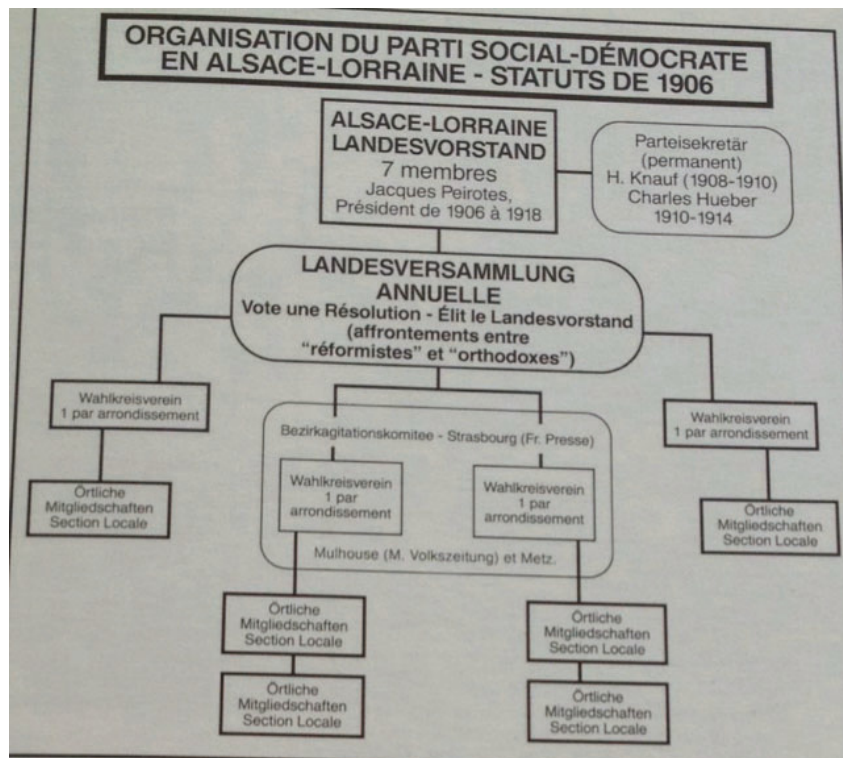 ORGANISATION DU PARTI SOCIAL-DÉMOCRATE
EN ALSACE-LORRAINE - STATUTS DE 1906
ALSACE-LORRAINE
LANDESVORSTAND
7 membres
Jacques Peirotes,
Président de 1906 à 1918
Parteisekretär
(permanent)
H. Knauf (1908-1910)
Charles Hueber
1910-1914
LANDESVERSAMMLUNG
ANNUELLE
Vote une Résolution - Élit le Landesvorstand
(affrontements entre
“réformistes” et “orthodoxes”)
Wahlkreisverein
1 par arrondissement
Örtliche
Mitgliedschaften
Section Locale
Bezirkagitationskomitee - Strasbourg (Fr. Presse)
Wahlkreisverein
1 par
arrondissement
Wahlkreisverein
1 par
arrondissement
Mulhouse (M. Volkszeitung) et Metz.
Örtliche
Mitgliedschaften
Section Locale
Örtliche
Mitgliedschaften
Section Locale
Örtliche
Mitgliedschaften
Section Locale
Örtliche
Mitgliedschaften
Section Locale
Wahlkreisverein
1 par arrondissement
Örtliche
Mitgliedschaften
Section Locale